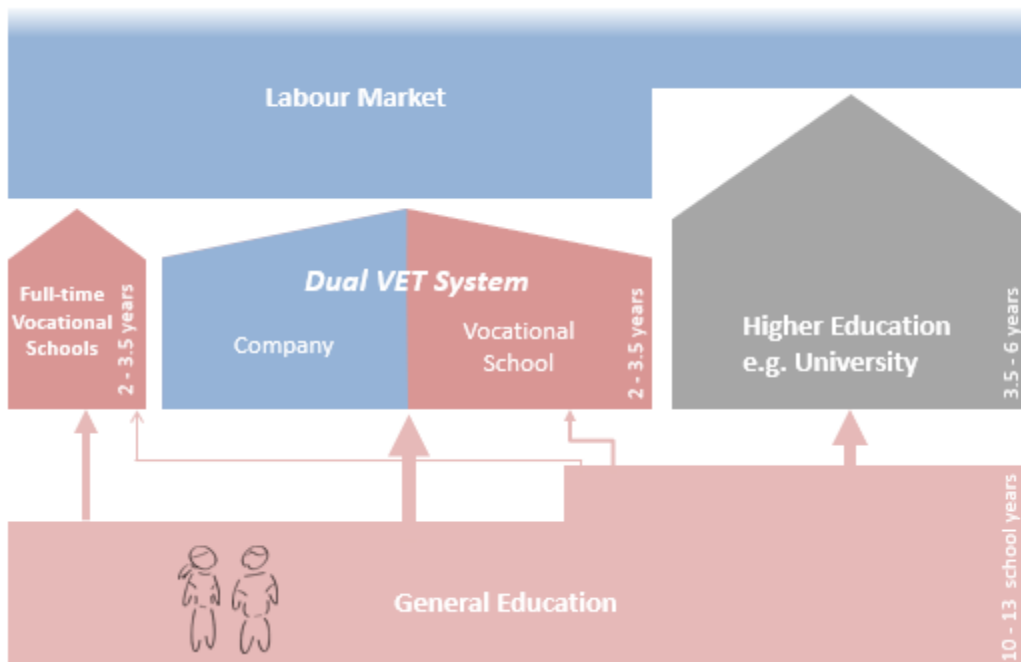 Labour Market
Dual VET System
Full-time
Vocational
Schools
2 - 3.5 years
Company
Vocational
School
2 - 3.5 years
Higher Education
e.g. University
3.5 - 6 years
General Education
10 - 13 school years